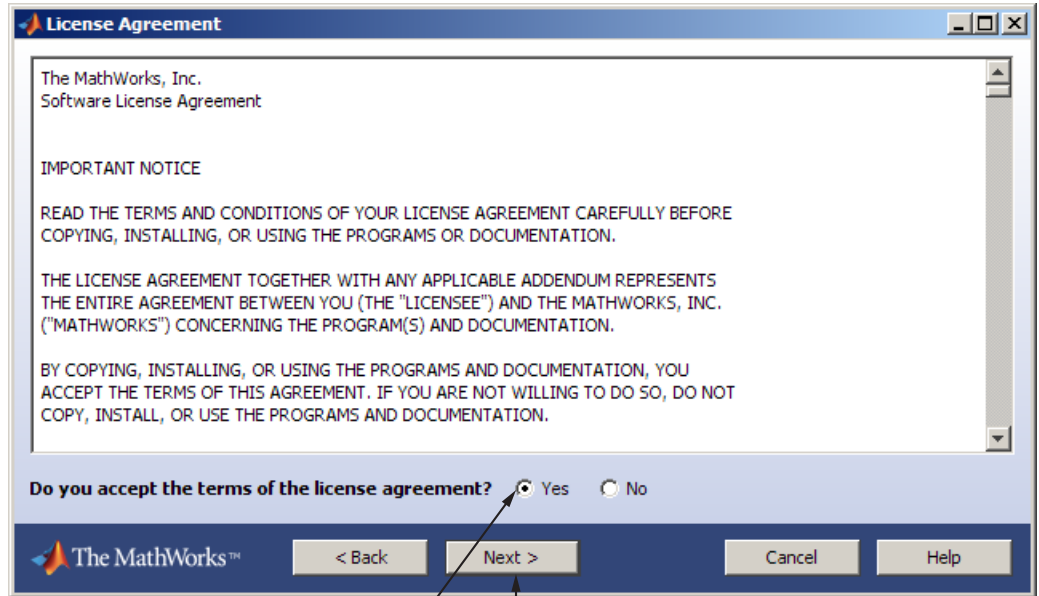 License Agreement
The MathWorks, Inc.
Software License Agreement
IMPORTANT NOTICE
READ THE TERMS AND CONDITIONS OF YOUR LICENSE AGREEMENT CAREFULLY BEFORE
COPYING, INSTALLING, OR USING THE PROGRAMS OR DOCUMENTATION.
THE LICENSE AGREEMENT TOGETHER WITH ANY APPLICABLE ADDENDUM REPRESENTS
THE ENTIRE AGREEMENT BETWEEN YOU (THE "LICENSEE") AND THE MATHWORKS, INC.
("MATHWORKS") CONCERNING THE PROGRAM(S) AND DOCUMENTATION.
BY COPYING, INSTALLING, OR USING THE PROGRAMS AND DOCUMENTATION, YOU
ACCEPT THE TERMS OF THIS AGREEMENT. IF YOU ARE NOT WILLING TO DO SO, DO NOT
COPY, INSTALL, OR USE THE PROGRAMS AND DOCUMENTATION.
Do you accept the terms of the license agreement? Yes No
The MathWorks™ < Back Next > Cancel Help